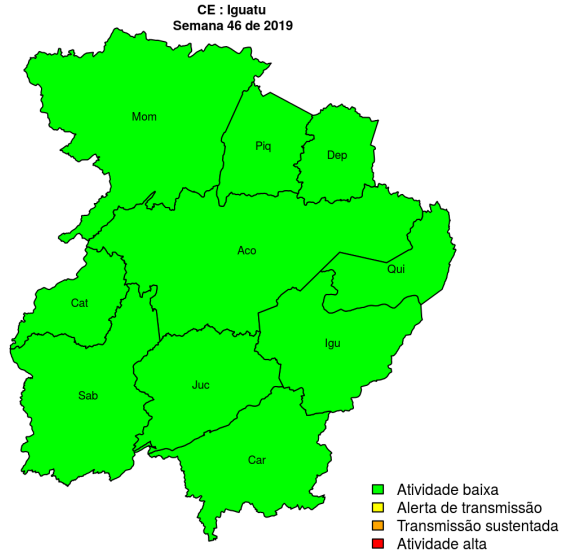 CE : Iguatu
Semana 46 de 2019
Mom
Piq
Dep
Aco
Qui
Cat
Igu
Sab
Juc
Car
Atividade baixa
Alerta de transmissão
Transmissão sustentada
Atividade alta